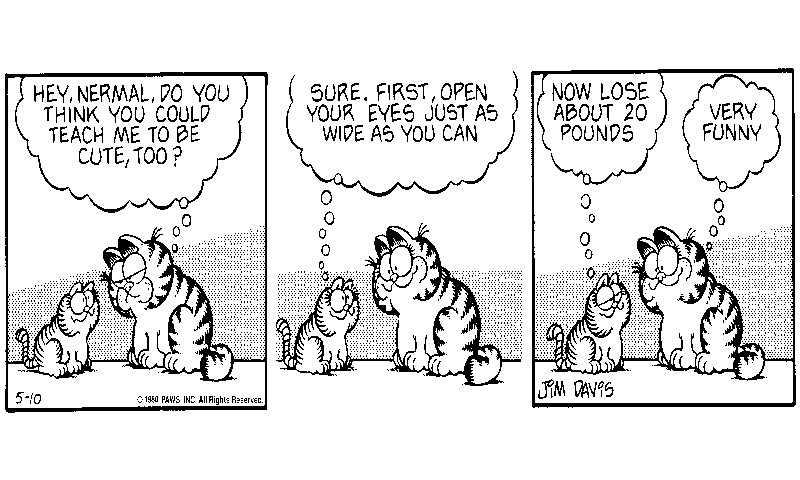 HEY, NERMAL, DO YOU
THINK YOU COULD
TEACH ME TO BE
CUTE, TOO?
SURE. FIRST, OPEN
YOUR EYES JUST AS
WIDE AS YOU CAN
NOW LOSE
ABOUT 20
POUNDS
VERY
FUNNY
5-10
© 1980 PAWS INC. All Rights Reserved.
JIM DAVIS